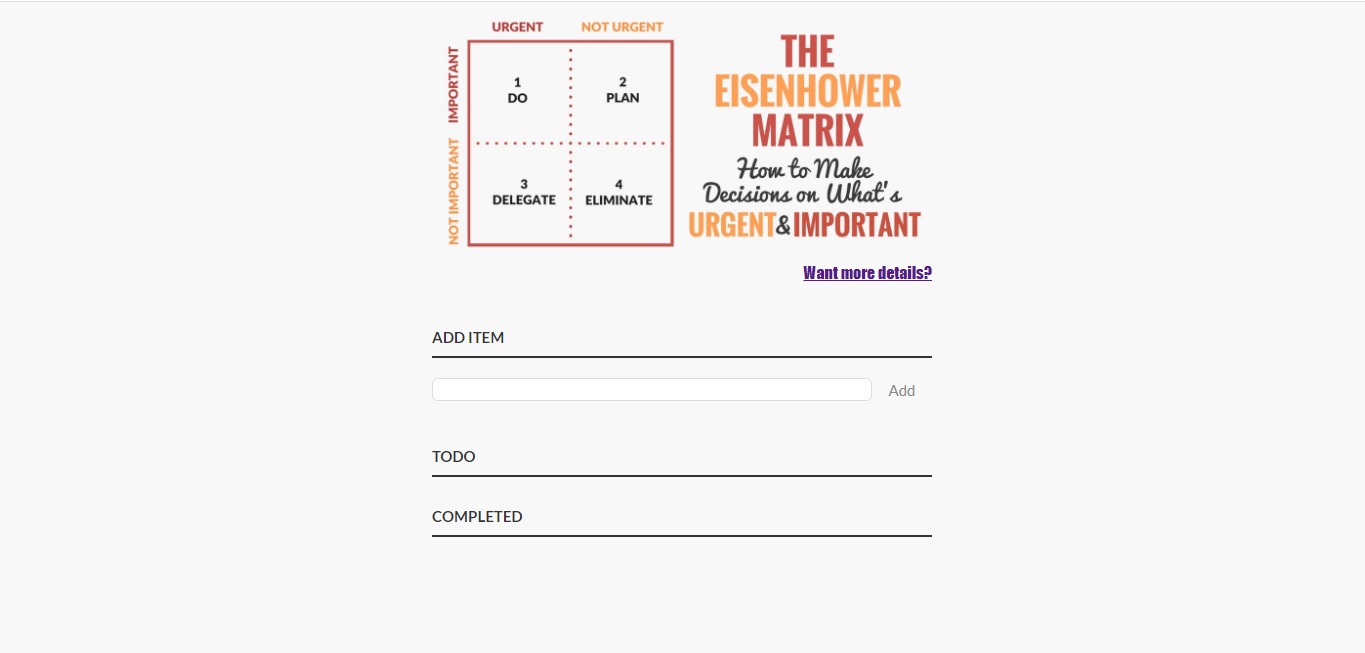 URGENT NOT URGENT
IMPORTANT
NOT IMPORTANT
1
DO
2
PLAN
3
DELEGATE
4
ELIMINATE
THE
EISENHOWER
MATRIX
How to Make
Decisions on What's
URGENT&IMPORTANT
Want more details?
ADD ITEM
Add
TODO
COMPLETED